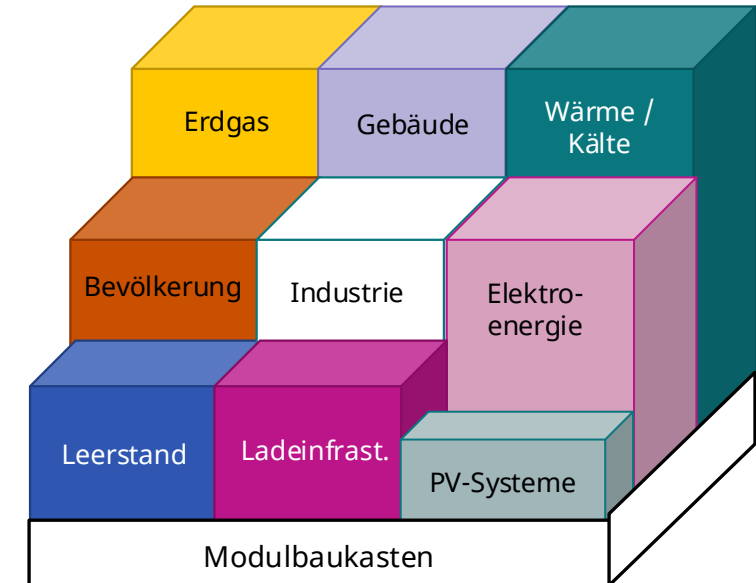 Erdgas
Gebäude
Wärme /
Kälte
Bevölkerung
Industrie
Elektro-
energie
Leerstand
Ladeinfrast.
PV-Systeme
Modulbaukasten